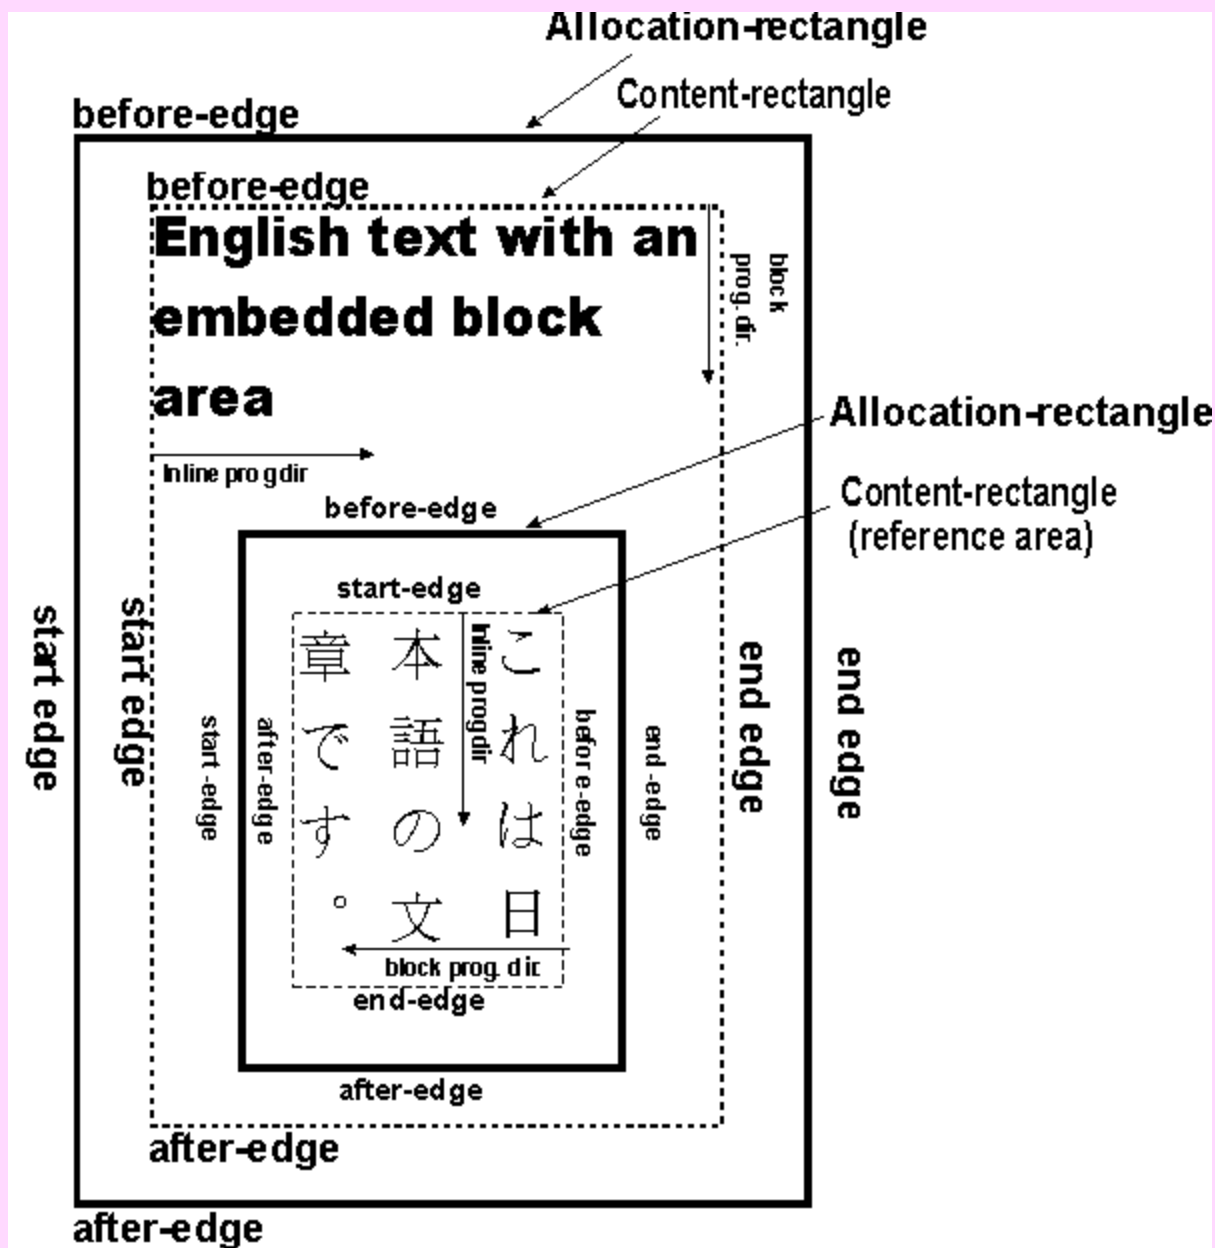 Allocation-rectangle
Content-rectangle
before-edge
before-edge
English text with an
embedded block
area
block
prog. dir.
Inline prog dir
Allocation-rectangle
Content-rectangle
(reference area)
before-edge
start-edge
start edge
start edge
start-edge
after-edge
これは日
本語の文
章です。
Inline prog dir
before-edge
end-edge
end edge
end edge
block prog. dir.
end-edge
after-edge
after-edge
after-edge